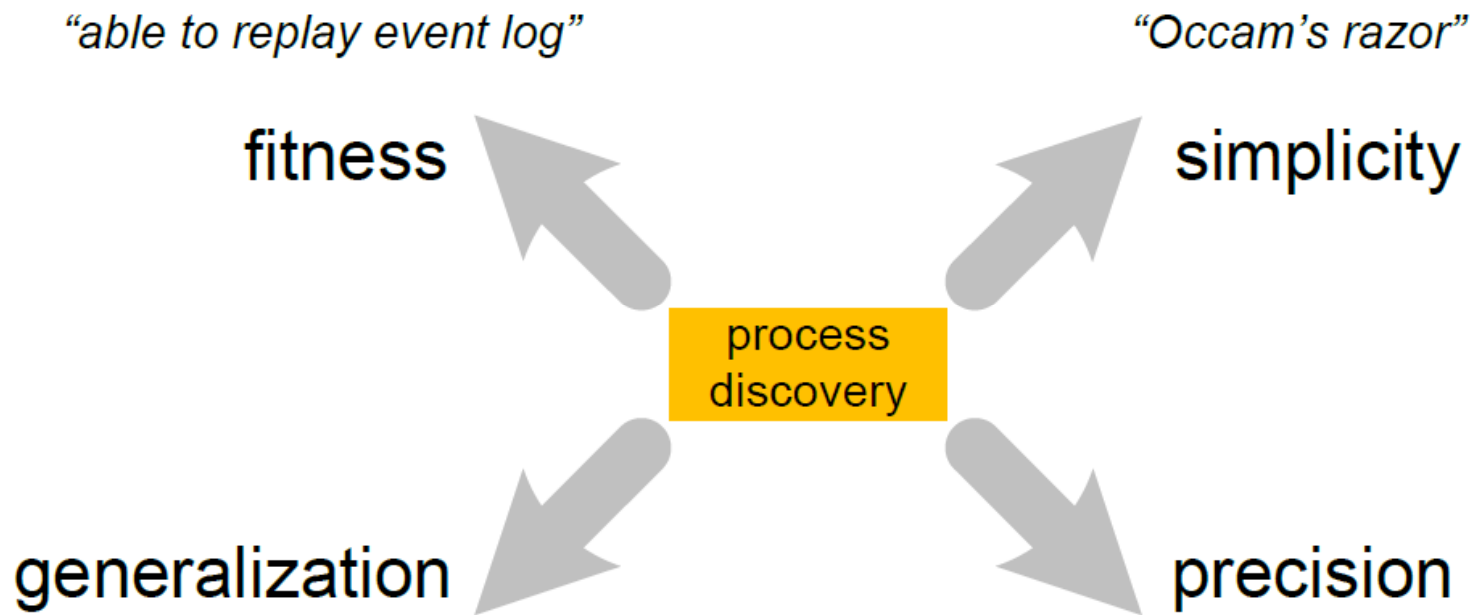 “able to replay event log”
“Occam’s razor”
fitness
simplicity
process
discovery
generalization
precision